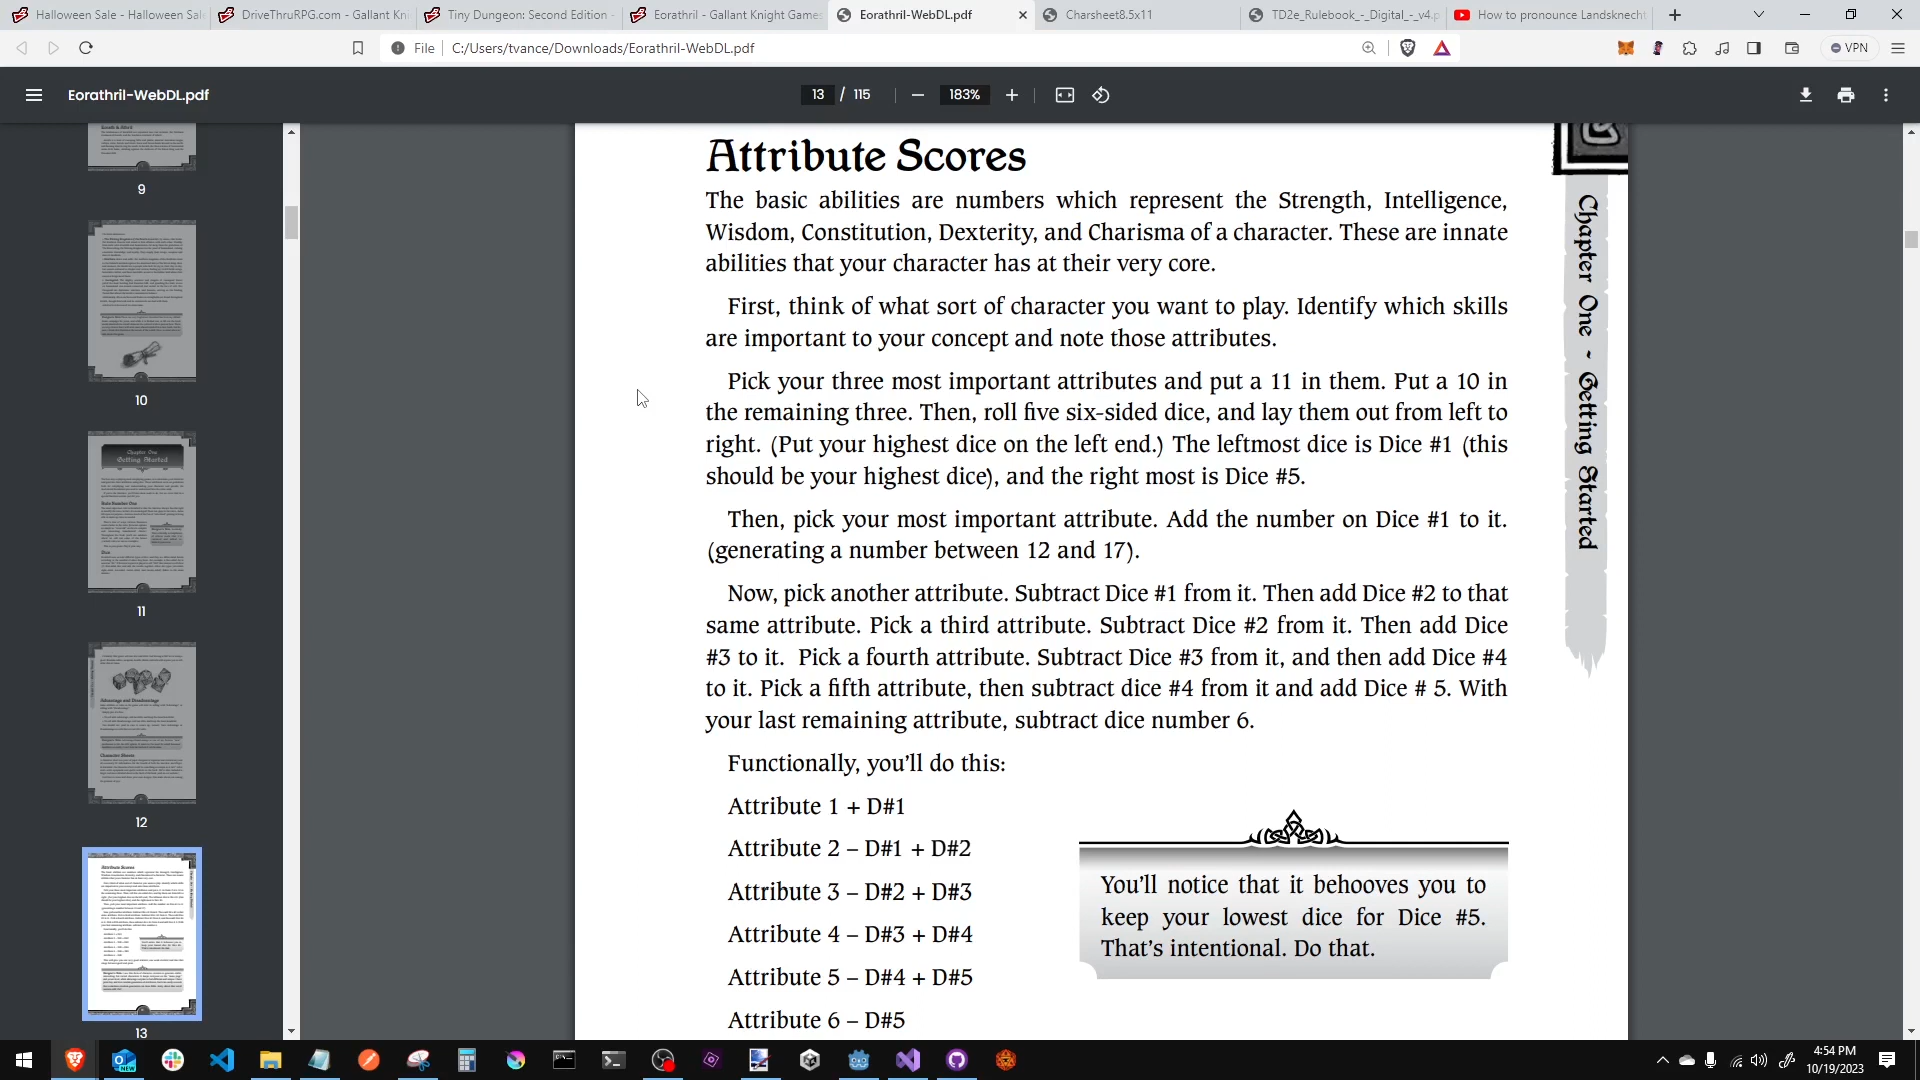 Halloween Sale - Halloween Sal
DriveThruRPG.com - Gallant Kni
Tiny Dungeon: Second Edition -
Eorathril - Gallant Knight Games
Eorathril-WebDL.pdf
Charsheet8.5x11
TD2e_Rulebook_-_Digital_-_v4.p
How to pronounce Landsknecht
File
C:/Users/tvance/Downloads/Eorathril-WebDL.pdf
VPN
Eorathril-WebDL.pdf
13 / 115
183%
9
10
Chapter One
Getting Started
11
12
13
Attribute Scores
The basic abilities are numbers which represent the Strength, Intelligence,
Wisdom, Constitution, Dexterity, and Charisma of a character. These are innate
abilities that your character has at their very core.
First, think of what sort of character you want to play. Identify which skills
are important to your concept and note those attributes.
Pick your three most important attributes and put a 11 in them. Put a 10 in
the remaining three. Then, roll five six-sided dice, and lay them out from left to
right. (Put your highest dice on the left end.) The leftmost dice is Dice #1 (this
should be your highest dice), and the right most is Dice #5.
Then, pick your most important attribute. Add the number on Dice #1 to it.
(generating a number between 12 and 17).
Now, pick another attribute. Subtract Dice #1 from it. Then add Dice #2 to that
same attribute. Pick a third attribute. Subtract Dice #2 from it. Then add Dice
#3 to it. Pick a fourth attribute. Subtract Dice #3 from it, and then add Dice #4
to it. Pick a fifth attribute, then subtract dice #4 from it and add Dice # 5. With
your last remaining attribute, subtract dice number 6.
Functionally, you'll do this:
Attribute 1 + D#1
Attribute 2 – D#1 + D#2
Attribute 3 – D#2 + D#3
Attribute 4 – D#3 + D#4
Attribute 5 – D#4 + D#5
Attribute 6 – D#5
You'll notice that it behooves you to
keep your lowest dice for Dice #5.
That's intentional. Do that.
Chapter One - Getting Started
4:54 PM
10/19/2023